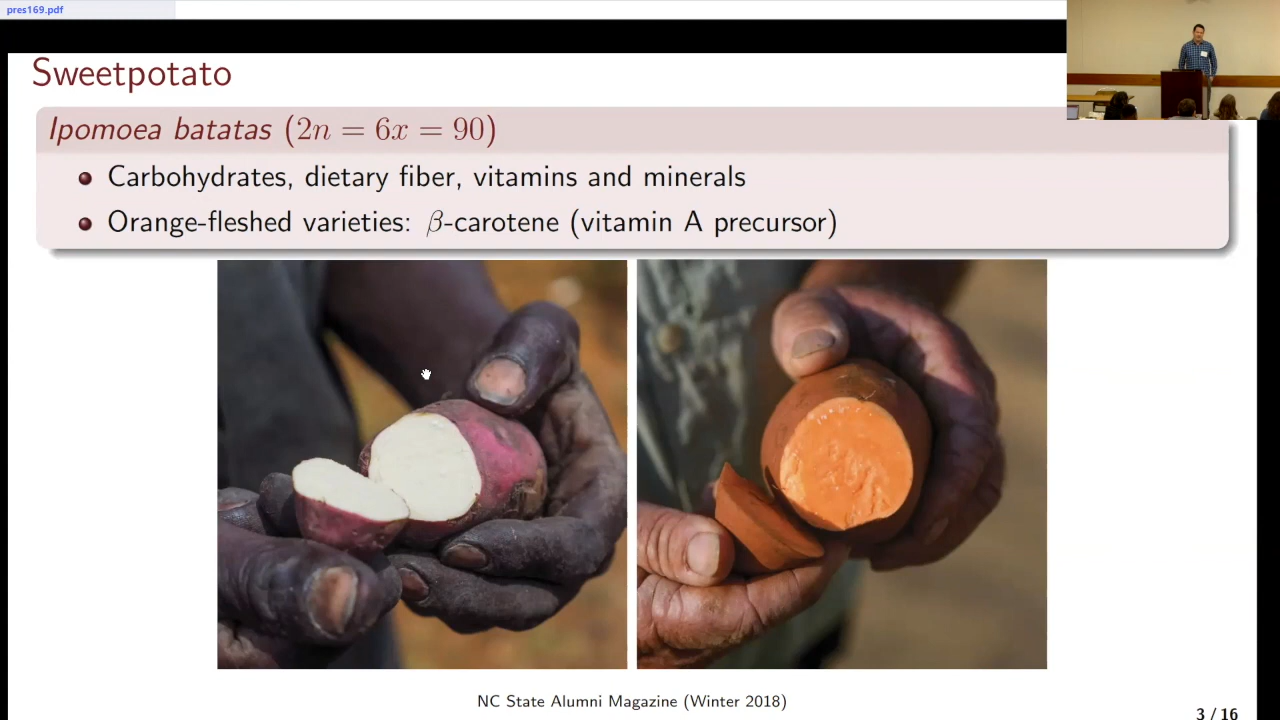 pres169.pdf
Sweetpotato
Ipomoea batatas (2n = 6x = 90)
Carbohydrates, dietary fiber, vitamins and minerals
Orange-fleshed varieties: β-carotene (vitamin A precursor)
NC State Alumni Magazine (Winter 2018)
3 / 16